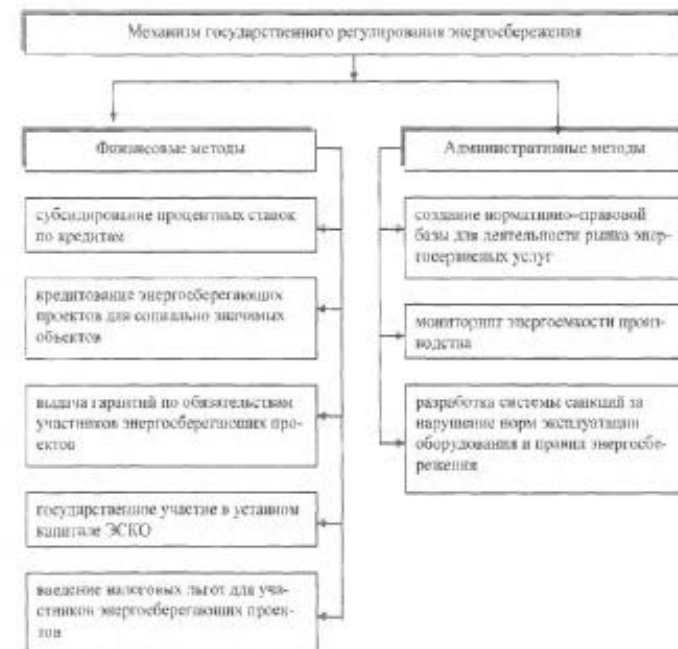 Механизм государственного регулирования энергосбережения
Финансовые методы
Административные методы
субсидирование процентных ставок
по кредитам
кредитование энергосберегающих
проектов для социально значимых
объектов
выдача гарантий по обязательствам
участников энергосберегающих про-
ектов
государственное участие в уставном
капитале ЭСКО
введение налоговых льгот для уча-
стников энергосберегающих проек-
тов
создание нормативно-правовой
базы для деятельности рынка энер-
госервисных услуг
мониторинг энергоемкости произ-
водства
разработка системы санкций за
нарушение норм эксплуатации
оборудования и правил энергосбе-
режения